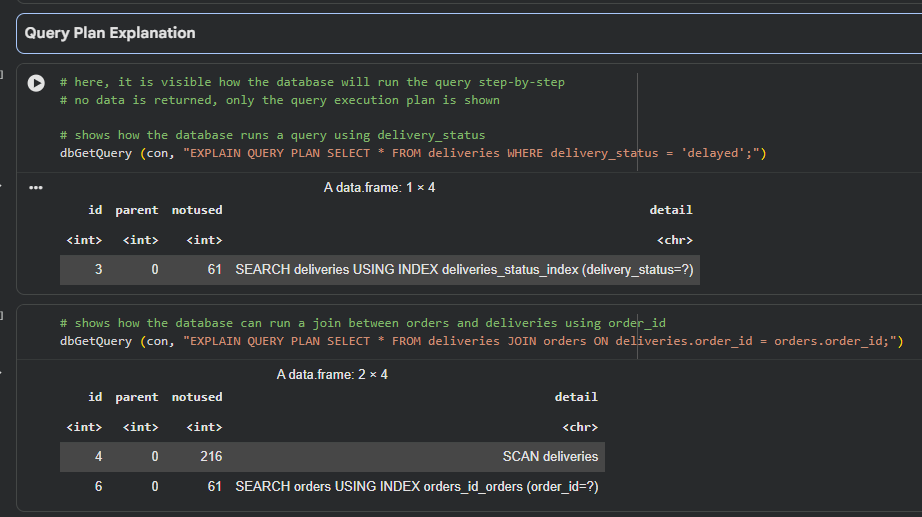 Query Plan Explanation
# here, it is visible how the database will run the query step-by-step
# no data is returned, only the query execution plan is shown
# shows how the database runs a query using delivery_status
dbGetQuery (con, "EXPLAIN QUERY PLAN SELECT * FROM deliveries WHERE delivery_status = 'delayed';")
A data.frame: 1 × 4
id parent notused detail
<int> <int> <int> <chr>
3 0 61 SEARCH deliveries USING INDEX deliveries_status_index (delivery_status=?)
# shows how the database can run a join between orders and deliveries using order_id
dbGetQuery (con, "EXPLAIN QUERY PLAN SELECT * FROM deliveries JOIN orders ON deliveries.order_id = orders.order_id;")
A data.frame: 2 × 4
id parent notused detail
<int> <int> <int> <chr>
4 0 216 SCAN deliveries
6 0 61 SEARCH orders USING INDEX orders_id_orders (order_id=?)